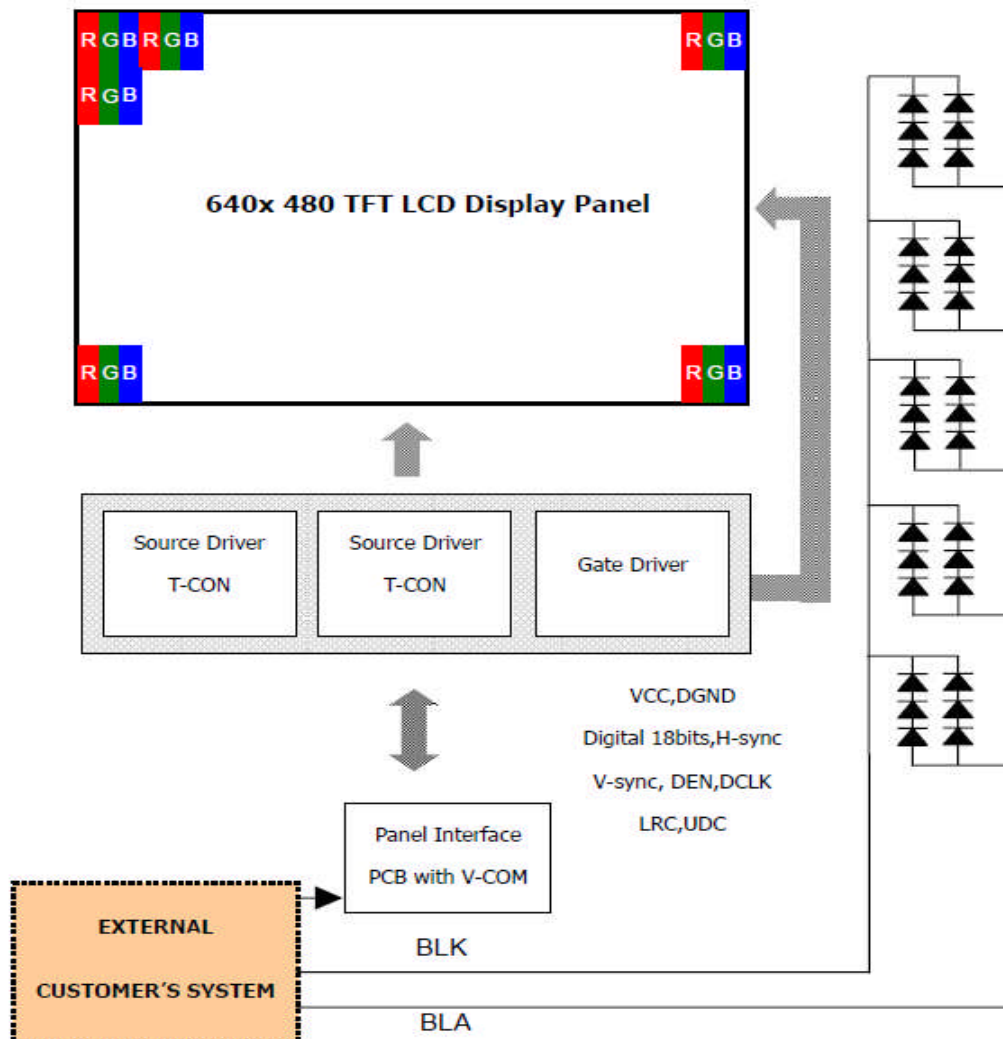 RGBRGB RGB
RGB
640x 480 TFT LCD Display Panel
RGB RGB
Source Driver
T-CON
Source Driver
T-CON
Gate Driver
VCC,DGND
Digital 18bits,H-sync
V-sync, DEN,DCLK
LRC,UDC
Panel Interface
PCB with V-COM
EXTERNAL
CUSTOMER’S SYSTEM
BLK
BLA